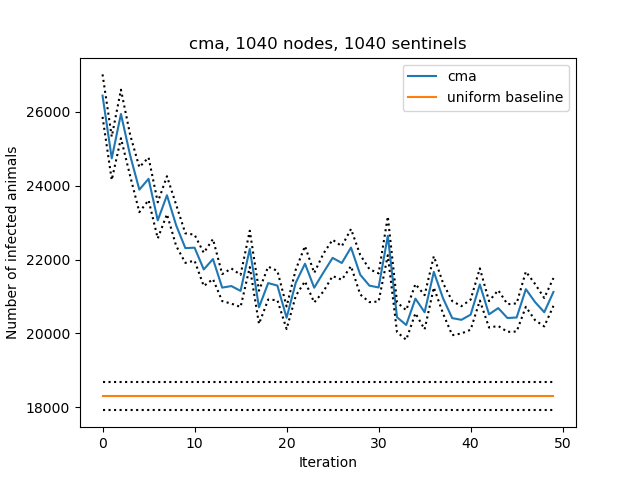 cma, 1040 nodes, 1040 sentinels
cma
uniform baseline
Number of infected animals
26000
24000
22000
20000
18000
0 10 20 30 40 50
Iteration